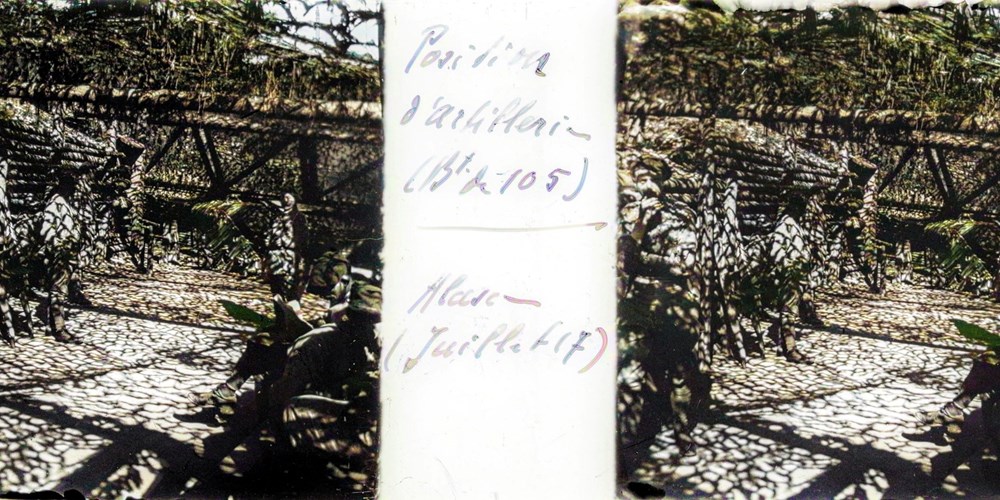 Position
d'artillerie
(Bt de 105)
Alsace
(Juillet 17)